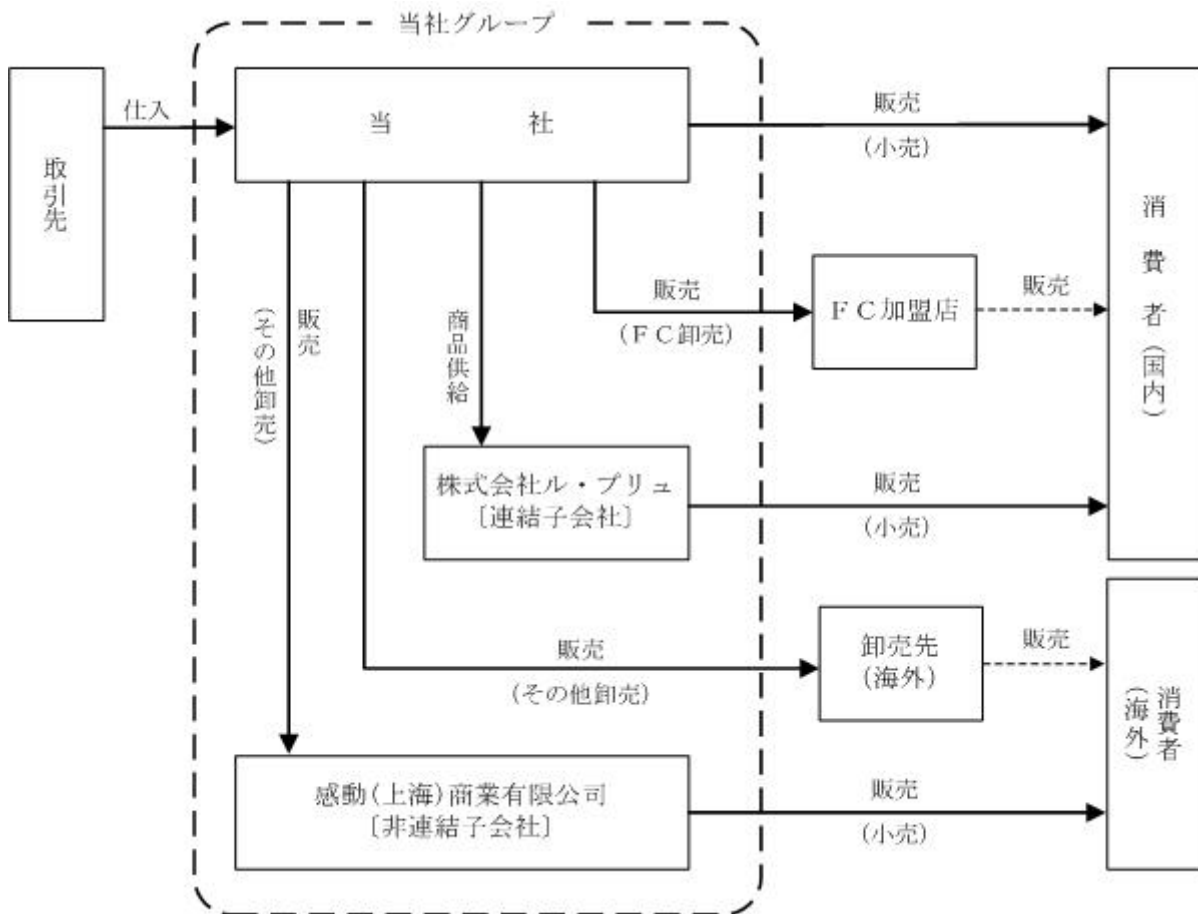 当社グループ
仕入
当社
販売
(小売)
取引先
消費者(国内)
販売
(FC卸売)
FC加盟店
販売
販売
(その他卸売)
商品供給
株式会社ル・プリュ
〔連結子会社〕
販売
(小売)
販売
(その他卸売)
卸売先
(海外)
販売
消費者
(海外)
感動(上海)商業有限公司
〔非連結子会社〕
販売
(小売)